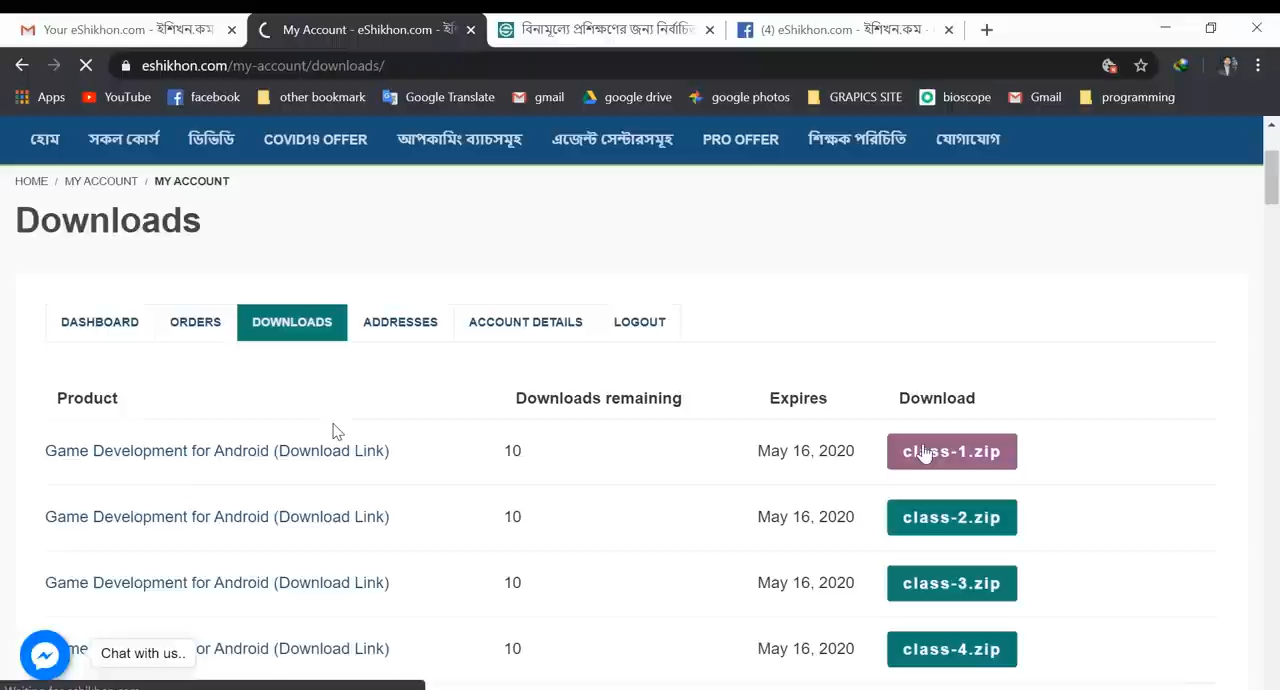 Your eShikhon.com - ইশিখন.কম
My Account - eShikhon.com - ইশি
বিনামূল্যে প্রশিক্ষণের জন্য নির্বাচিত
(4) eShikhon.com - ইশিখন.কম -
eshikhon.com/my-account/downloads/
Apps YouTube facebook other bookmark Google Translate gmail google drive google photos GRAPICS SITE bioscope Gmail programming
হোম সকল কোর্স ডিভিডি COVID19 OFFER আপকামিং ব্যাচসমূহ এজেন্ট সেন্টারসমূহ PRO OFFER শিক্ষক পরিচিতি যোগাযোগ
HOME / MY ACCOUNT / MY ACCOUNT
Downloads
DASHBOARD ORDERS DOWNLOADS ADDRESSES ACCOUNT DETAILS LOGOUT
Product Downloads remaining Expires Download
Game Development for Android (Download Link) 10 May 16, 2020 class-1.zip
Game Development for Android (Download Link) 10 May 16, 2020 class-2.zip
Game Development for Android (Download Link) 10 May 16, 2020 class-3.zip
for Android (Download Link) 10 May 16, 2020 class-4.zip
Chat with us..